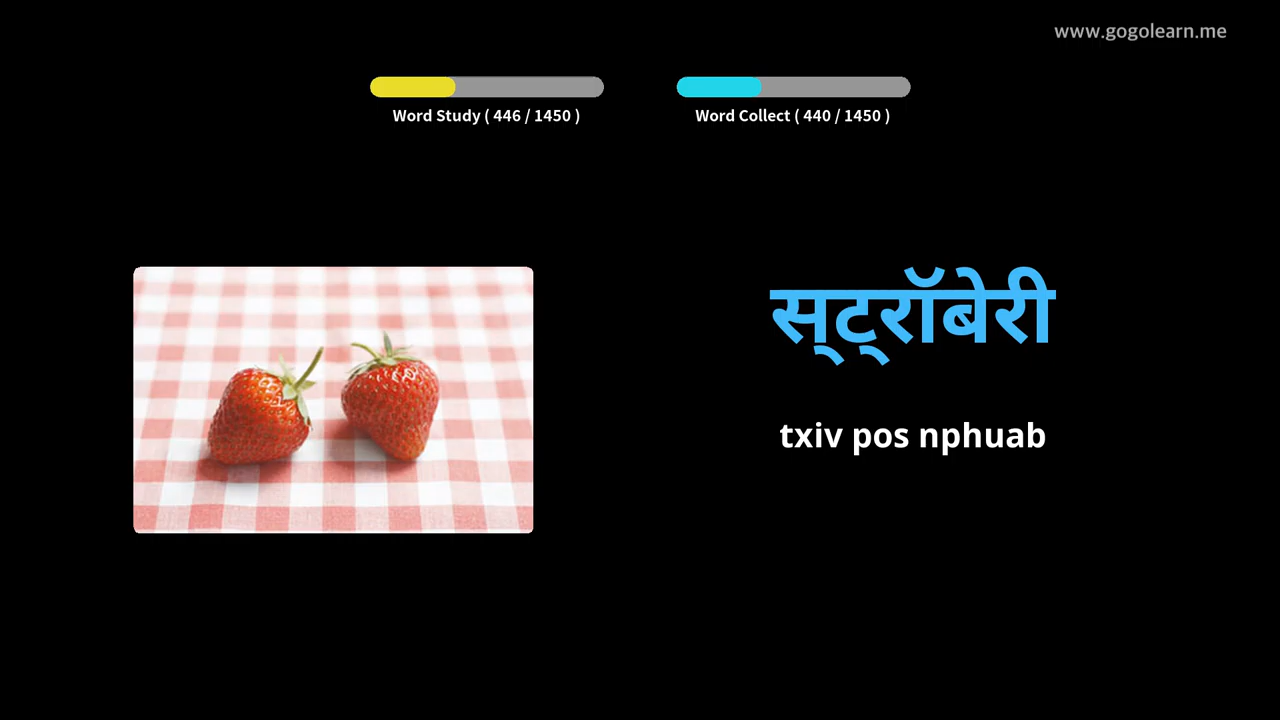 www.gogolearn.me
Word Study ( 446 / 1450 )
Word Collect ( 440 / 1450 )
स्ट्रॉबेरी
txiv pos nphuab